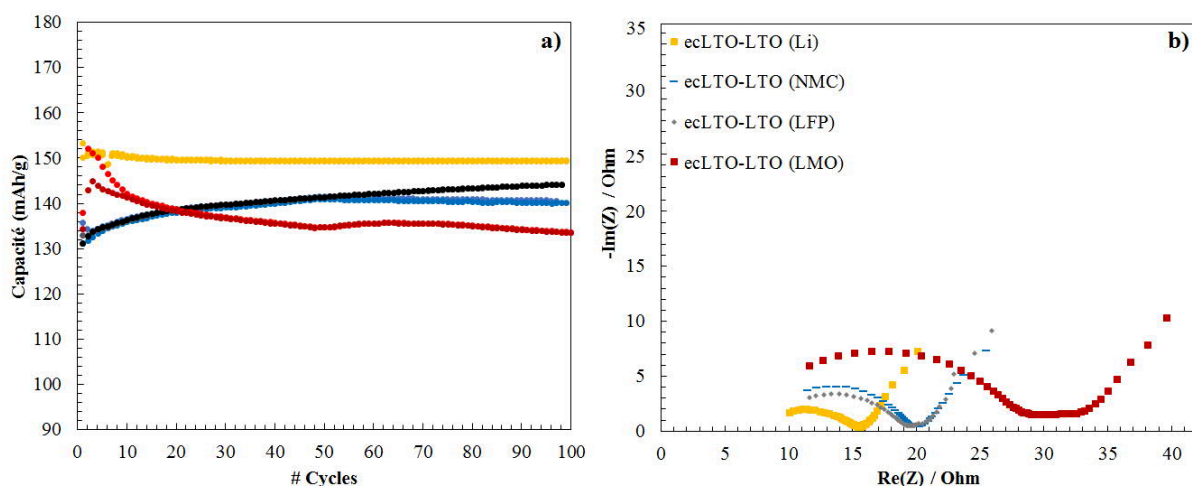 a)
Capacité (mAh/g)
180
170
160
150
140
130
120
110
100
90
0 10 20 30 40 50 60 70 80 90 100
# Cycles
b)
ecLTO-LTO (Li)
ecLTO-LTO (NMC)
ecLTO-LTO (LFP)
ecLTO-LTO (LMO)
-Im(Z) / Ohm
35
30
25
20
15
10
5
0
0 5 10 15 20 25 30 35 40
Re(Z) / Ohm